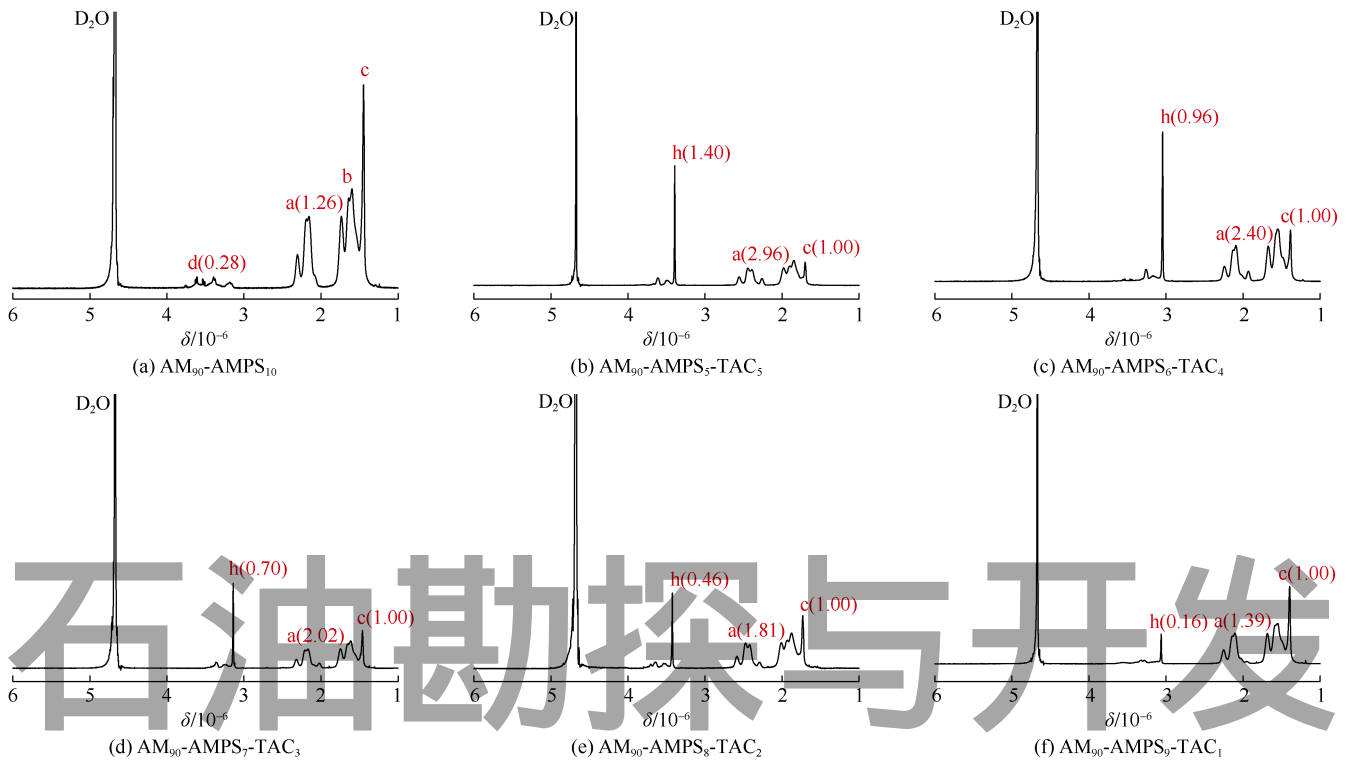 D₂O
c
b
a(1.26)
d(0.28)
6 5 4 3 2 1
δ/10⁻⁶
(a) AM₉₀-AMPS₁₀
D₂O
h(1.40)
a(2.96)
c(1.00)
6 5 4 3 2 1
δ/10⁻⁶
(b) AM₉₀-AMPS₅-TAC₅
D₂O
h(0.96)
c(1.00)
a(2.40)
6 5 4 3 2 1
δ/10⁻⁶
(c) AM₉₀-AMPS₆-TAC₄
D₂O
h(0.70)
c(1.00)
a(2.02)
6 5 4 3 2 1
δ/10⁻⁶
(d) AM₉₀-AMPS₇-TAC₃
D₂O
h(0.46)
c(1.00)
a(1.81)
6 5 4 3 2 1
δ/10⁻⁶
(e) AM₉₀-AMPS₈-TAC₂
D₂O
c(1.00)
h(0.16) a(1.39)
6 5 4 3 2 1
δ/10⁻⁶
(f) AM₉₀-AMPS₉-TAC₁
石油勘探与开发